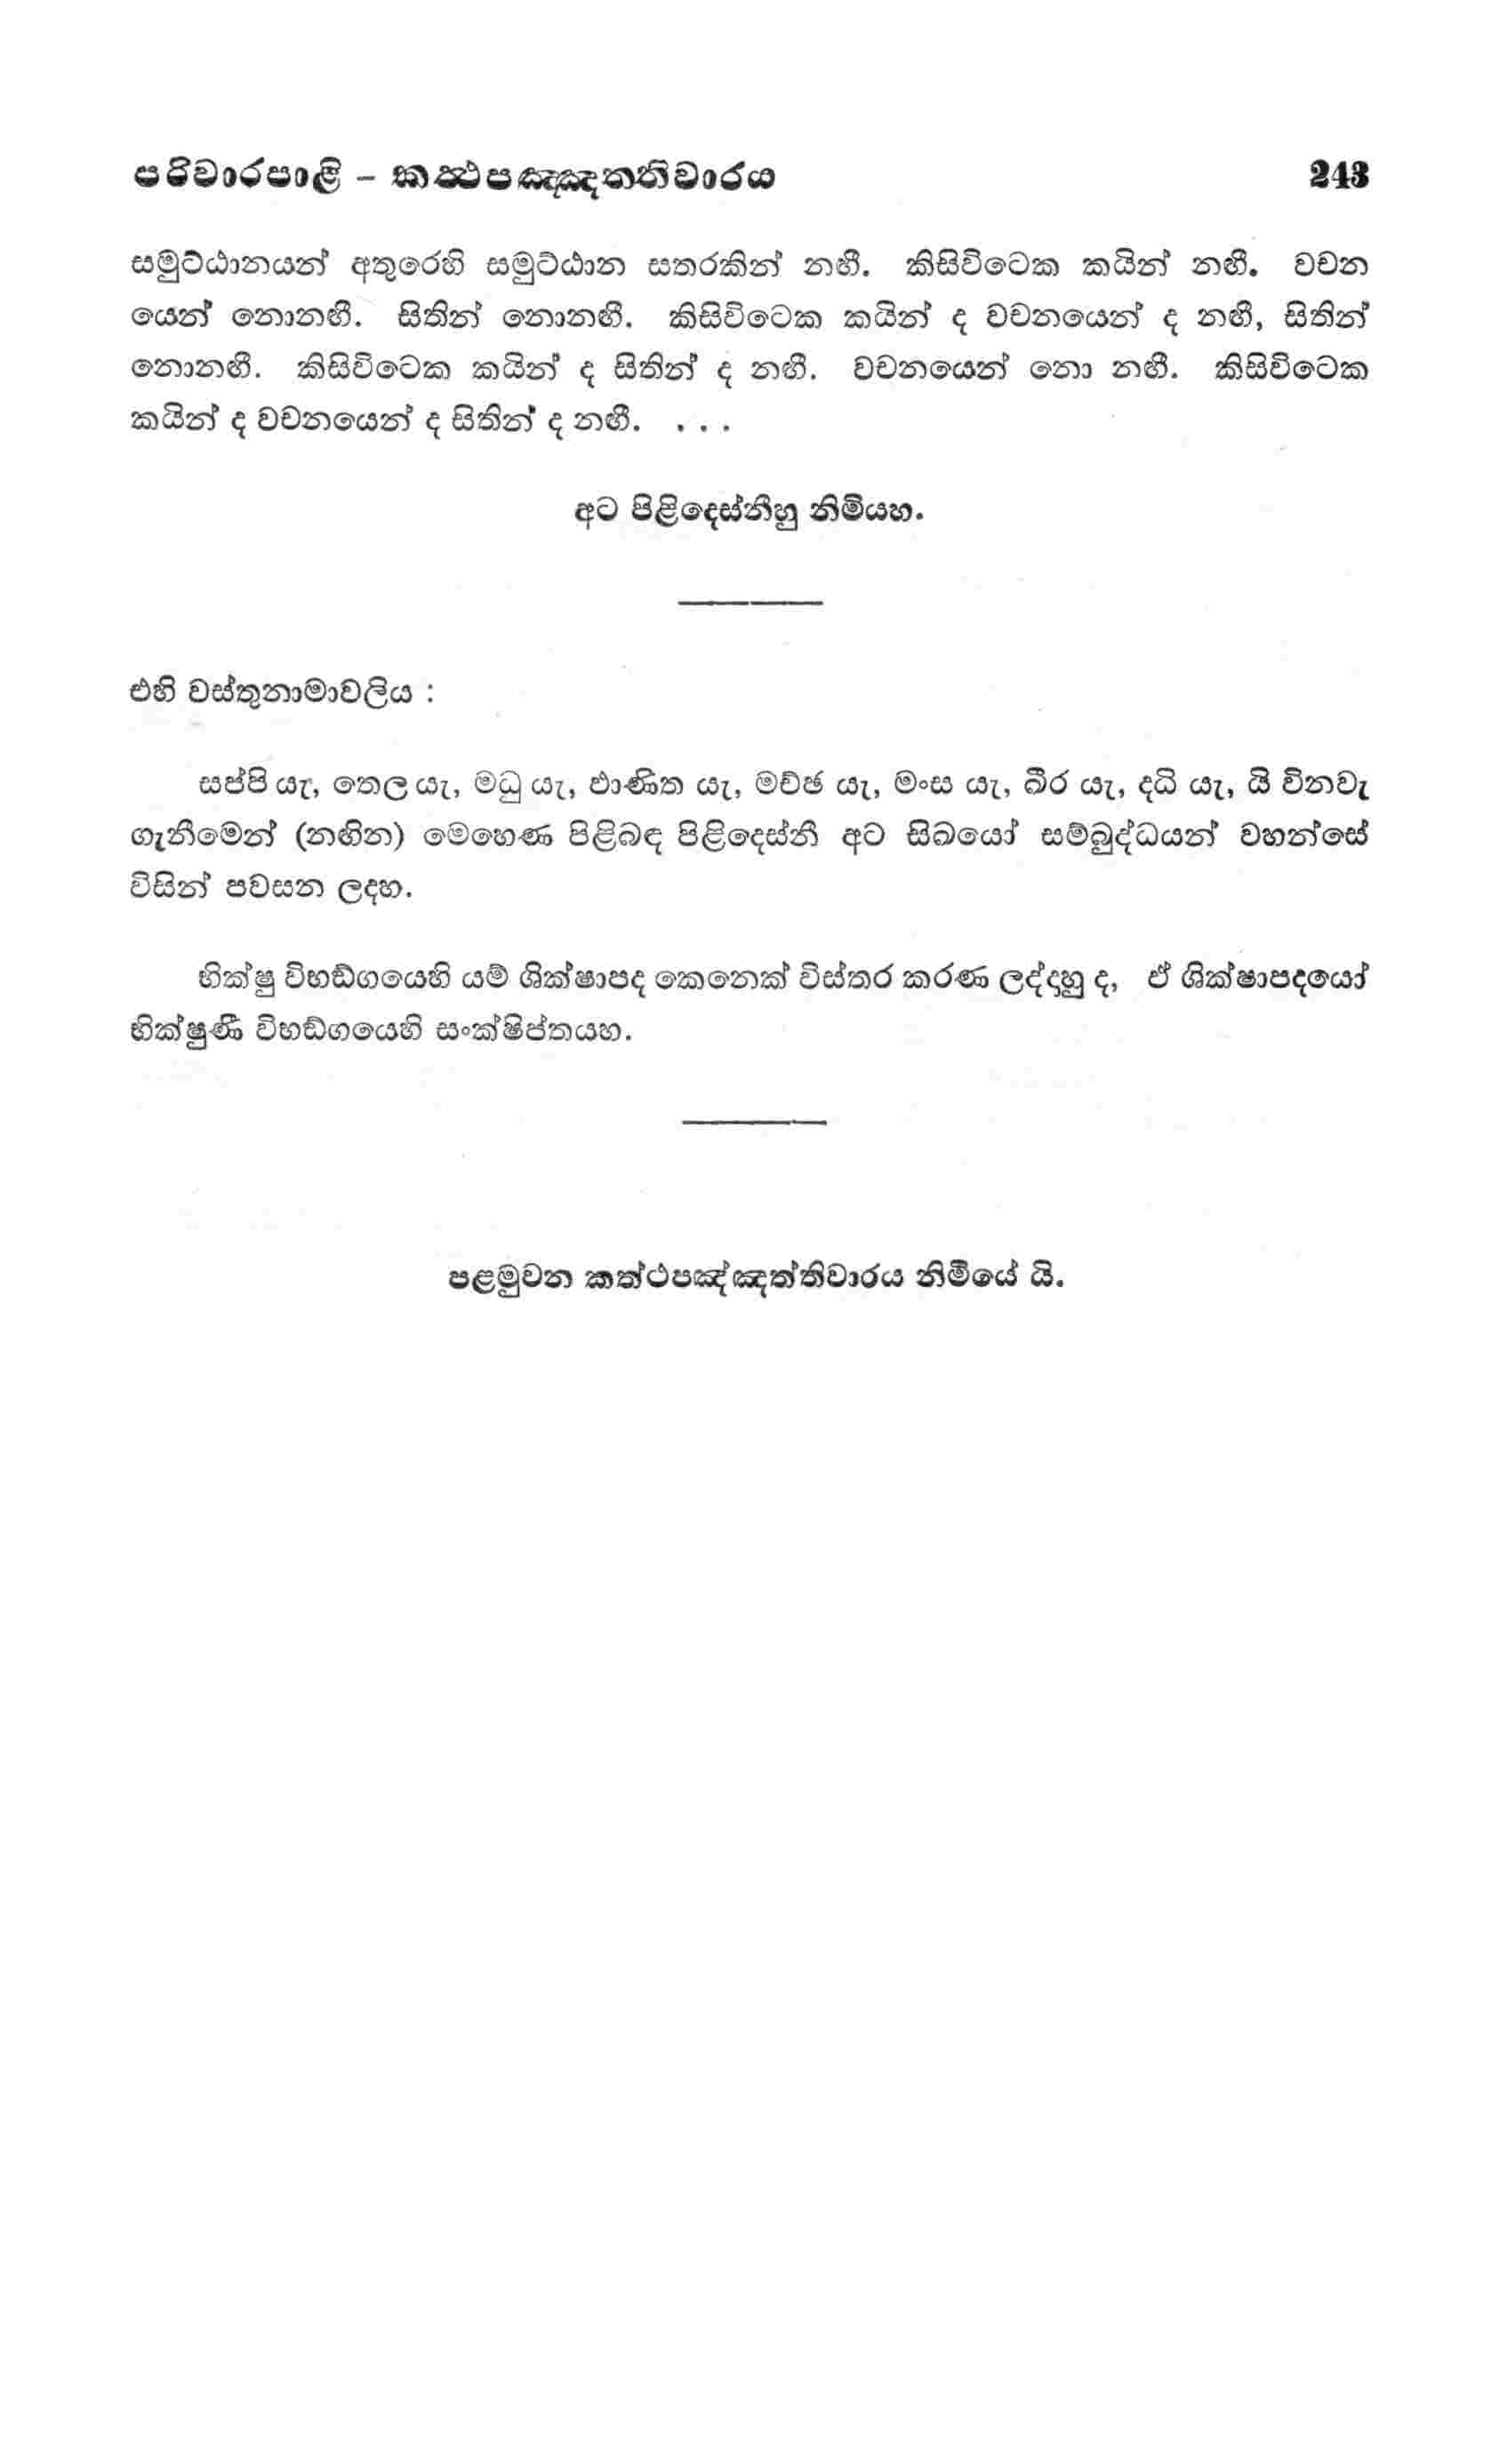 පරිවාරපාළි – කත්‍ථපඤ්ඤත්තිවාරය 243
සමුට්ඨානයන් අතුරෙහි සමුට්ඨාන සතරකින් නඟී. කිසිවිටෙක කයින් නඟී. වචන
යෙන් නොනඟී. සිතින් නොනඟී. කිසිවිටෙක කයින් ද වචනයෙන් ද නඟී, සිතින්
නොනඟී. කිසිවිටෙක කයින් ද සිතින් ද නඟී. වචනයෙන් නො නඟී. කිසිවිටෙක
කයින් ද වචනයෙන් ද සිතින් ද නඟී. . . .
අට පිළිදෙස්නීහු නිමියහ.
එහි වස්තුනාමාවලිය :
සප්පි යැ, තෙල යැ, මධු යැ, ඵාණිත යැ, මච්ඡ යැ, මංස යැ, ඛීර යැ, දධි යැ, යි විනවැ
ගැනීමෙන් (නඟින) මෙහෙණ පිළිබඳ පිළිදෙස්නී අට සිඛයෝ සම්බුද්ධයන් වහන්සේ
විසින් පවසන ලදහ.
භික්ෂු විභඞ්ගයෙහි යම් ශික්ෂාපද කෙනෙක් විස්තර කරණ ලද්දාහු ද, ඒ ශික්ෂාපදයෝ
භික්ෂුණී විභඞ්ගයෙහි සංක්ෂිප්තයහ.
පළමුවන කත්ථපඤ්ඤත්තිවාරය නිමියේ යි.